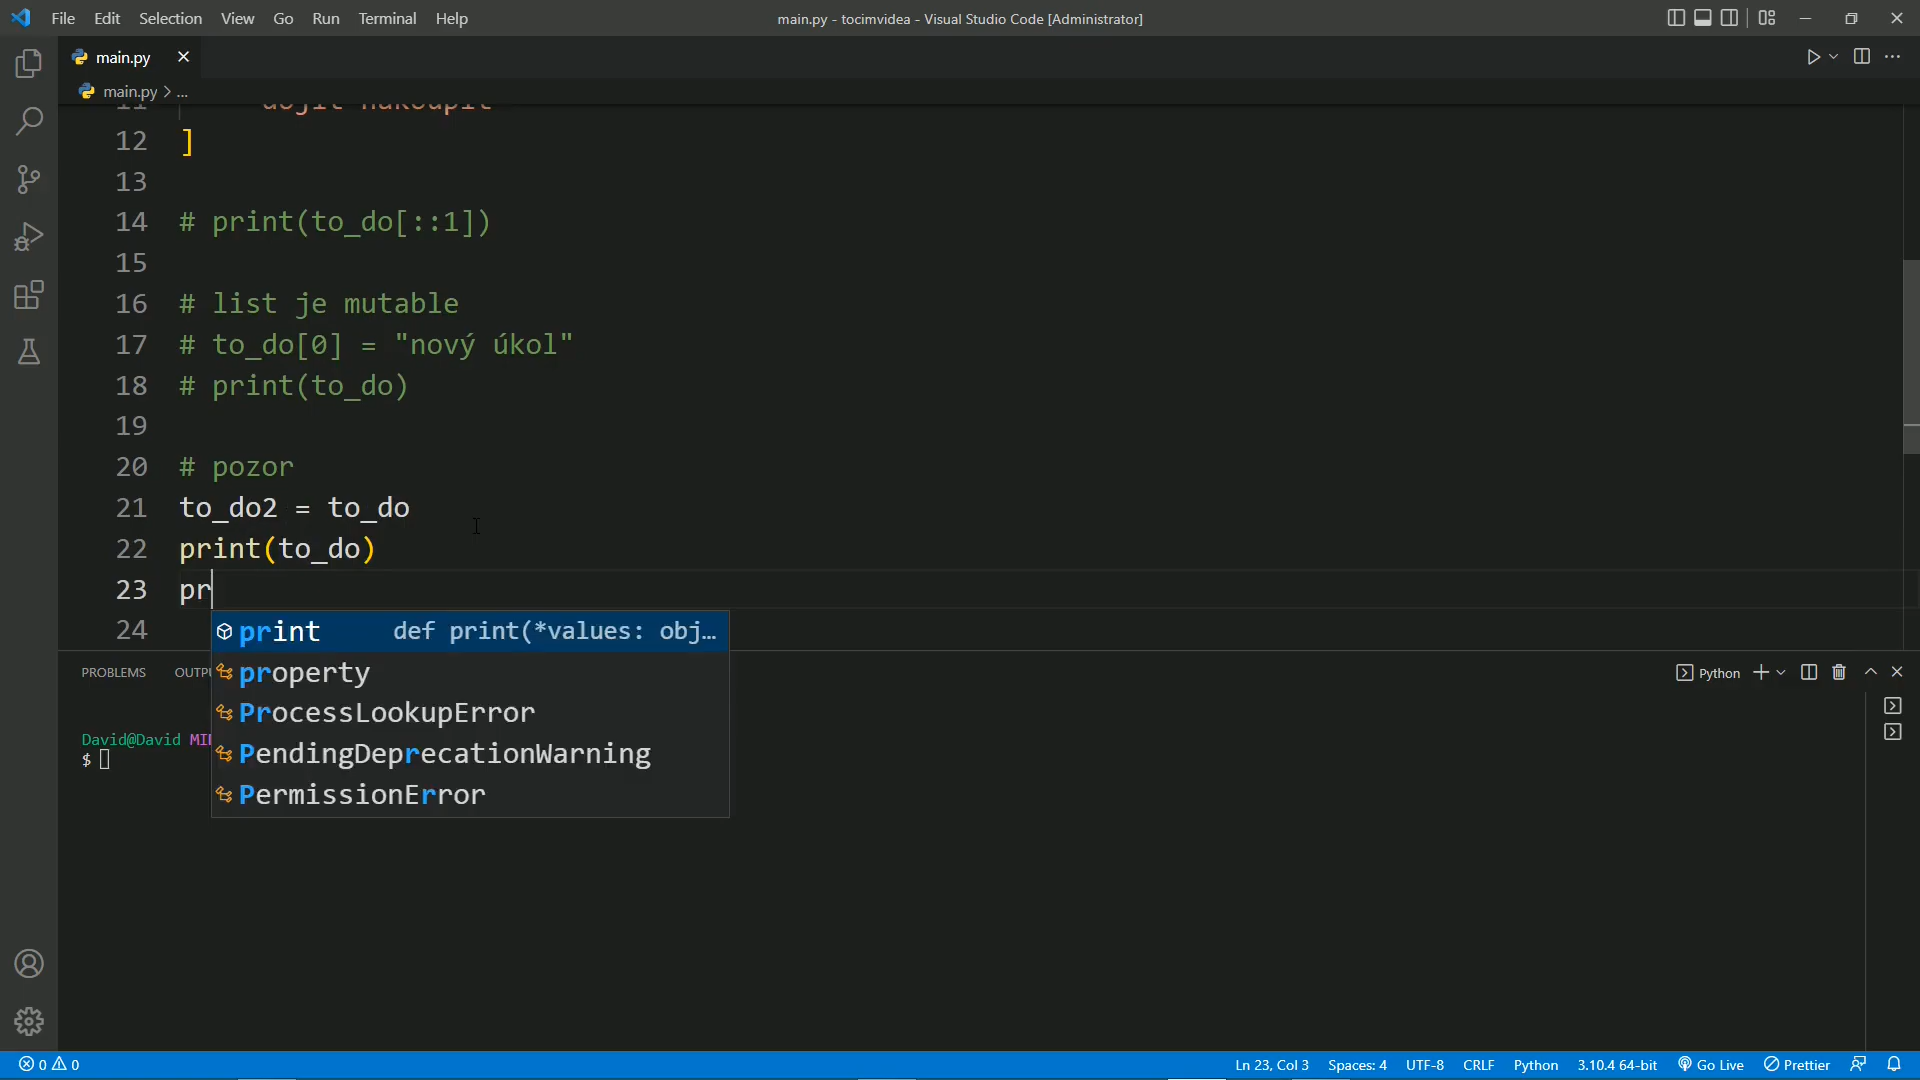 File Edit Selection View Go Run Terminal Help
main.py - tocimvidea - Visual Studio Code [Administrator]
main.py
main.py > ...
11 dojít nakoupit
12 ]
13
14 # print(to_do[::1])
15
16 # list je mutable
17 # to_do[0] = "nový úkol"
18 # print(to_do)
19
20 # pozor
21 to_do2 = to_do
22 print(to_do)
23 pr
24
print def print(*values: obj…
property
ProcessLookupError
PendingDeprecationWarning
PermissionError
PROBLEMS
Python
David@David
$
0 0
Ln 23, Col 3 Spaces: 4 UTF-8 CRLF Python 3.10.4 64-bit Go Live Prettier